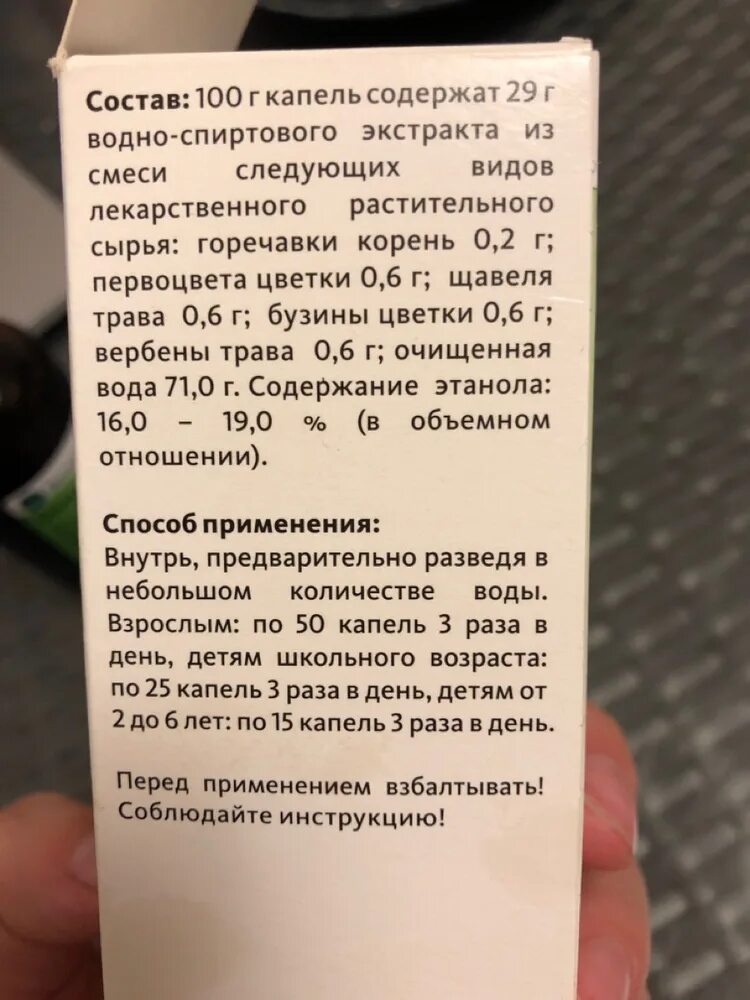 Состав: 100 г капель содержат 29 г
водно-спиртового экстракта из
смеси следующих видов
лекарственного растительного
сырья: горечавки корень 0,2 г;
первоцвета цветки 0,6 г; щавеля
трава 0,6 г; бузины цветки 0,6 г;
вербены трава 0,6 г; очищенная
вода 71,0 г. Содержание этанола:
16,0 – 19,0 % (в объемном
отношении).
Способ применения:
Внутрь, предварительно разведя в
небольшом количестве воды.
Взрослым: по 50 капель 3 раза в
день, детям школьного возраста:
по 25 капель 3 раза в день, детям от
2 до 6 лет: по 15 капель 3 раза в день.
Перед применением взбалтывать!
Соблюдайте инструкцию!